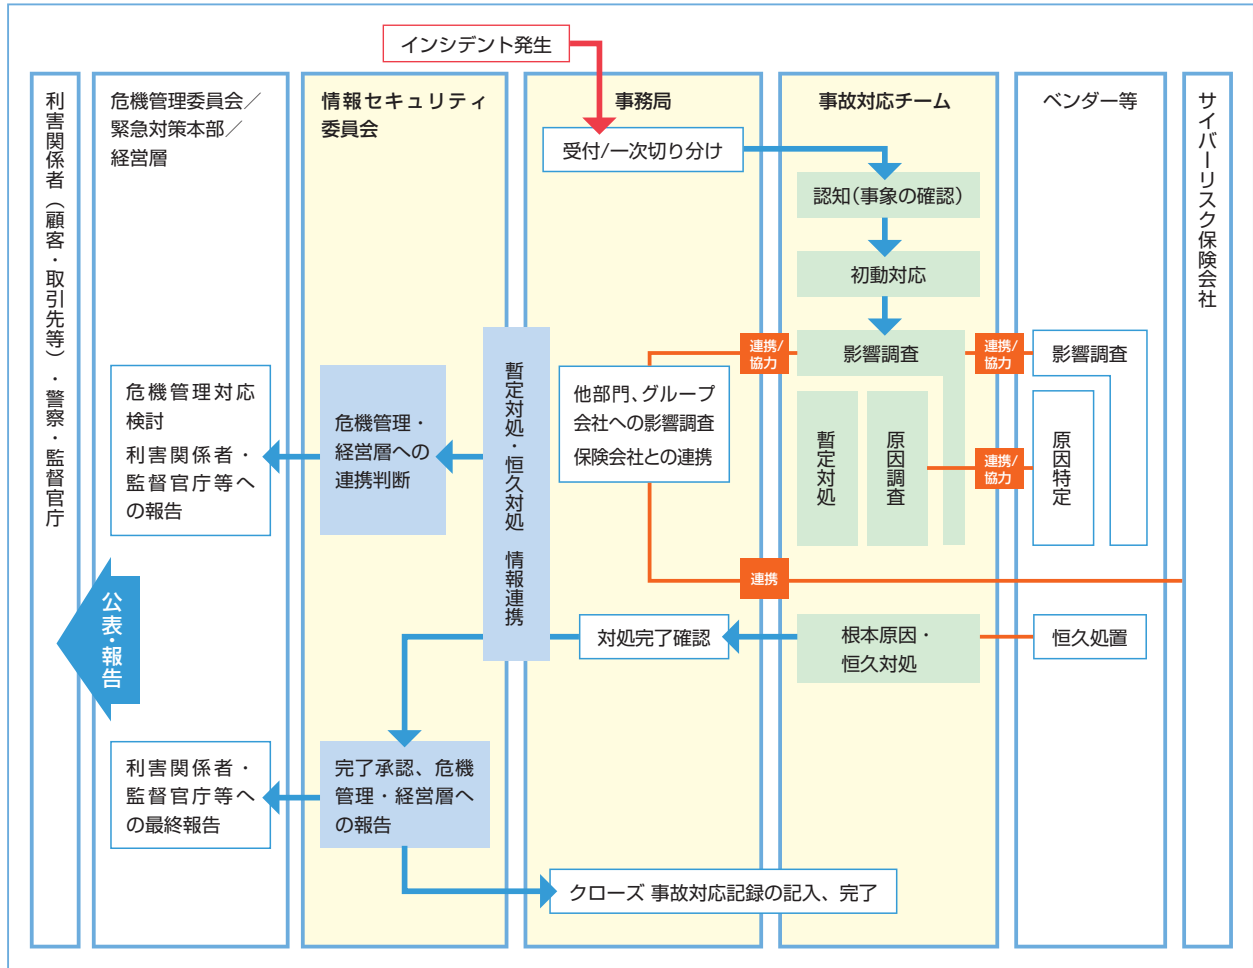 インシデント発生
利害関係者（顧客・取引先等）・警察・監督官庁
危機管理委員会／
緊急対策本部／
経営層
情報セキュリティ
委員会
事務局
事故対応チーム
ベンダー等
サイバーリスク保険会社
受付/一次切り分け
認知（事象の確認）
初動対応
影響調査
連携/
協力
連携/
協力
影響調査
他部門、グループ
会社への影響調査
保険会社との連携
暫定対処
原因調査
連携/
協力
原因特定
暫定対処・恒久対処 情報連携
危機管理・
経営層への
連携判断
危機管理対応
検討
利害関係者・
監督官庁等へ
の報告
連携
公表・報告
対処完了確認
根本原因・
恒久対処
恒久処置
完了承認、危機
管理・経営層へ
の報告
利害関係者・
監督官庁等へ
の最終報告
クローズ 事故対応記録の記入、完了